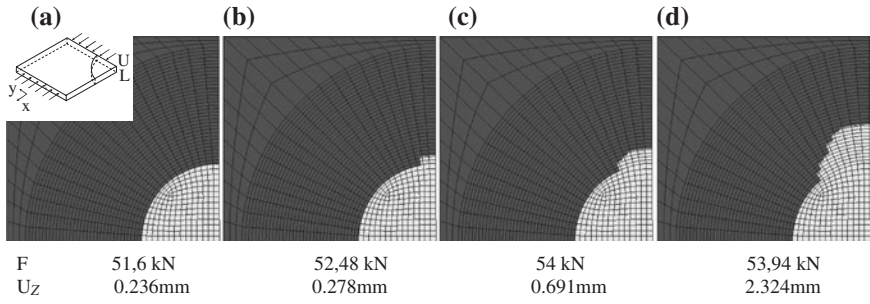 (a) (b) (c) (d)
U
L
y
x
F 51,6 kN 52,48 kN 54 kN 53,94 kN
UZ 0.236mm 0.278mm 0.691mm 2.324mm